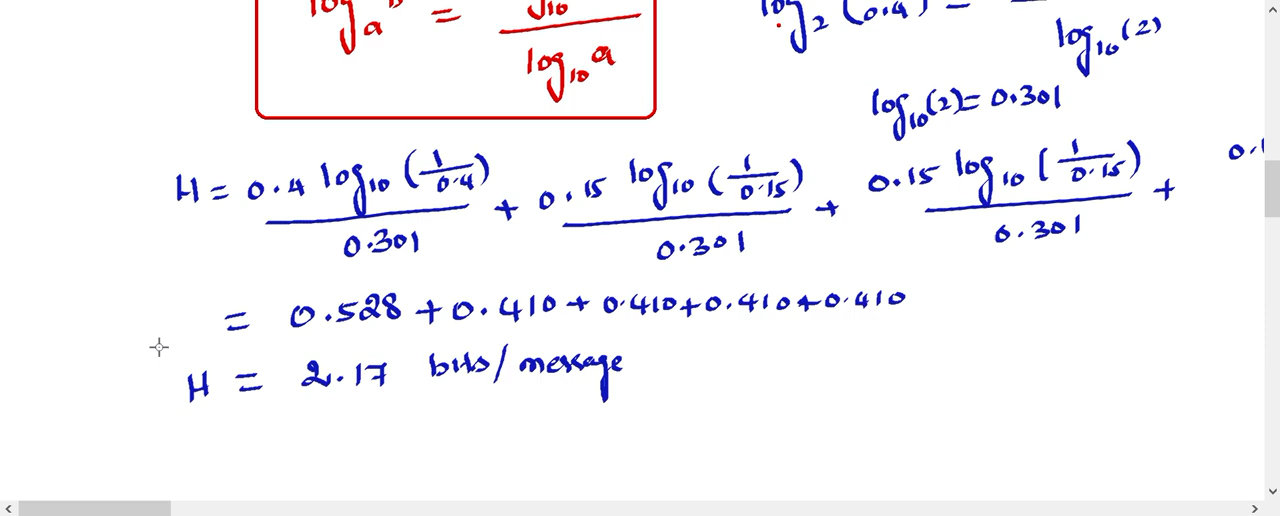 log_a = / log_10 a
log_2 (0.4) = / log_10 (2)
log_10 (2) = 0.301
H = 0.4 log_10 (1/0.4) / 0.301 + 0.15 log_10 (1/0.15) / 0.301 + 0.15 log_10 (1/0.15) / 0.301 +
= 0.528 + 0.410 + 0.410 + 0.410 + 0.410
H = 2.17 bits/message